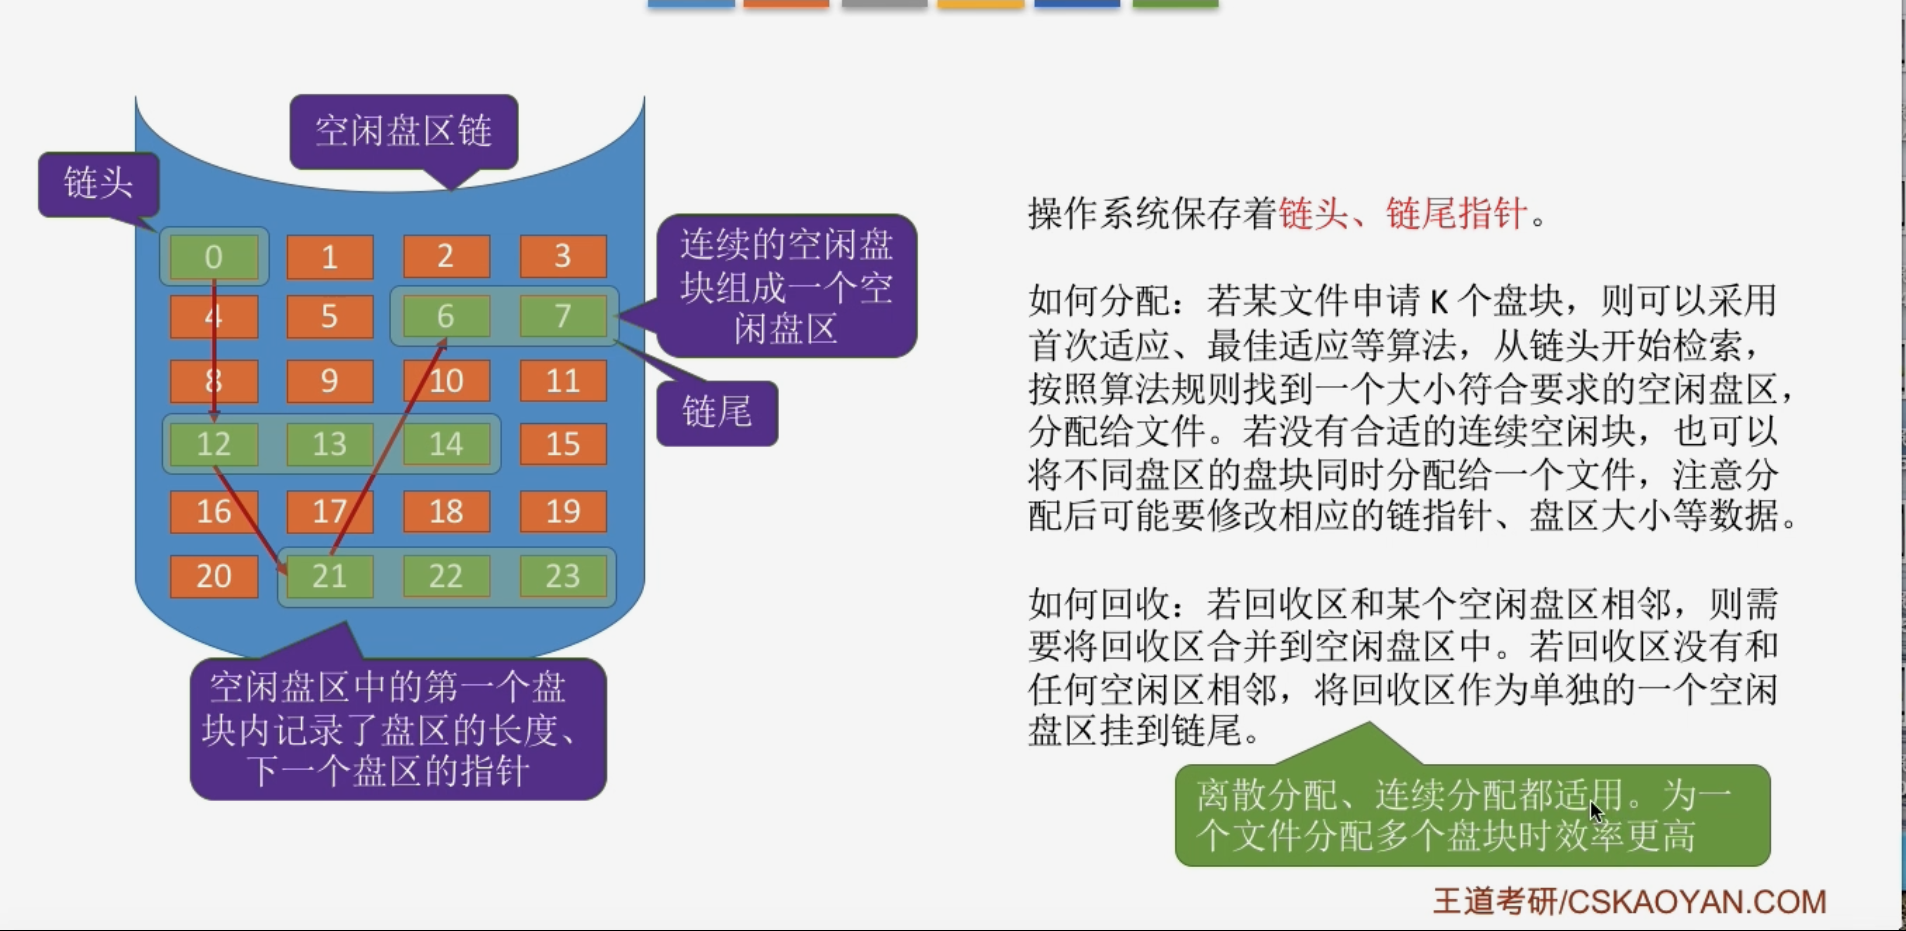 空闲盘区链
链头
0 1 2 3
4 5 6 7
8 9 10 11
12 13 14 15
16 17 18 19
20 21 22 23
连续的空闲盘
块组成一个空
闲盘区
链尾
空闲盘区中的第一个盘
块内记录了盘区的长度、
下一个盘区的指针
操作系统保存着链头、链尾指针。
如何分配：若某文件申请 K 个盘块，则可以采用
首次适应、最佳适应等算法，从链头开始检索，
按照算法规则找到一个大小符合要求的空闲盘区，
分配给文件。若没有合适的连续空闲块，也可以
将不同盘区的盘块同时分配给一个文件，注意分
配后可能要修改相应的链指针、盘区大小等数据。
如何回收：若回收区和某个空闲盘区相邻，则需
要将回收区合并到空闲盘区中。若回收区没有和
任何空闲区相邻，将回收区作为单独的一个空闲
盘区挂到链尾。
离散分配、连续分配都适用。为一
个文件分配多个盘块时效率更高
王道考研/CSKAOYAN.COM